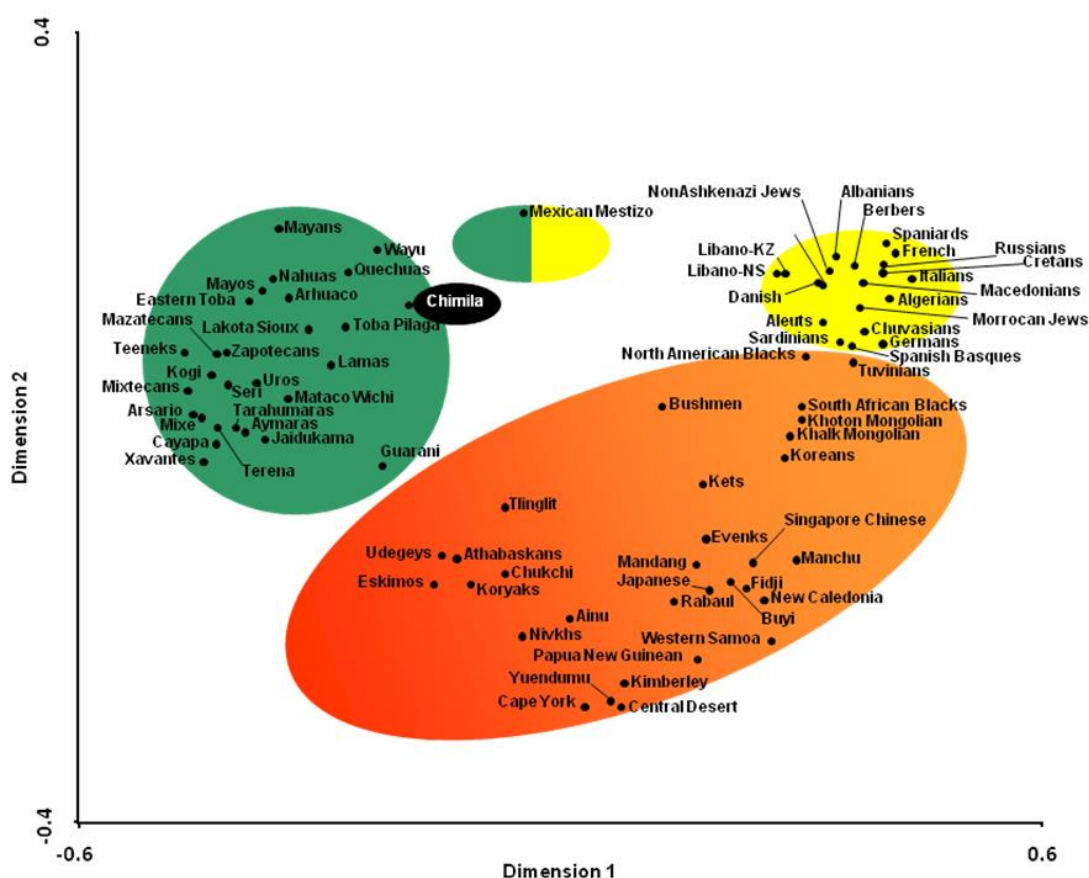 0.4
NonAshkenazi Jews
Albanians
Berbers
Mexican Mestizo
Mayans
Spaniards
Wayu
Libano-KZ
French
Russians
Cretans
Quechuas
Libano-NS
Nahuas
Italians
Mayos
Macedonians
Arhuaco
Eastern Toba
Chimila
Danish
Algerians
Mazatecans
Morrocan Jews
Lakota Sioux
Toba Pilaga
Aleuts
Chuvasians
Sardinians
Germans
Teeneks
Zapotecans
North American Blacks
Spanish Basques
Lamas
Tuvinians
Kogi
Uros
Mixtecans
Seri
Mataco Wichi
Bushmen
South African Blacks
Arsario
Tarahumaras
Khoton Mongolian
Mixe
Aymaras
Khalk Mongolian
Cayapa
Jaidukama
Guarani
Koreans
Xavantes
Terena
Dimension 2
Kets
Tlinglit
Singapore Chinese
Evenks
Udegeys
Athabaskans
Mandang
Manchu
Chukchi
Japanese
Fidji
Eskimos
Koryaks
Rabaul
New Caledonia
Ainu
Buyi
Nivkhs
Western Samoa
Papua New Guinean
Yuendumu
Kimberley
Cape York
Central Desert
-0.4
-0.6
0.6
Dimension 1